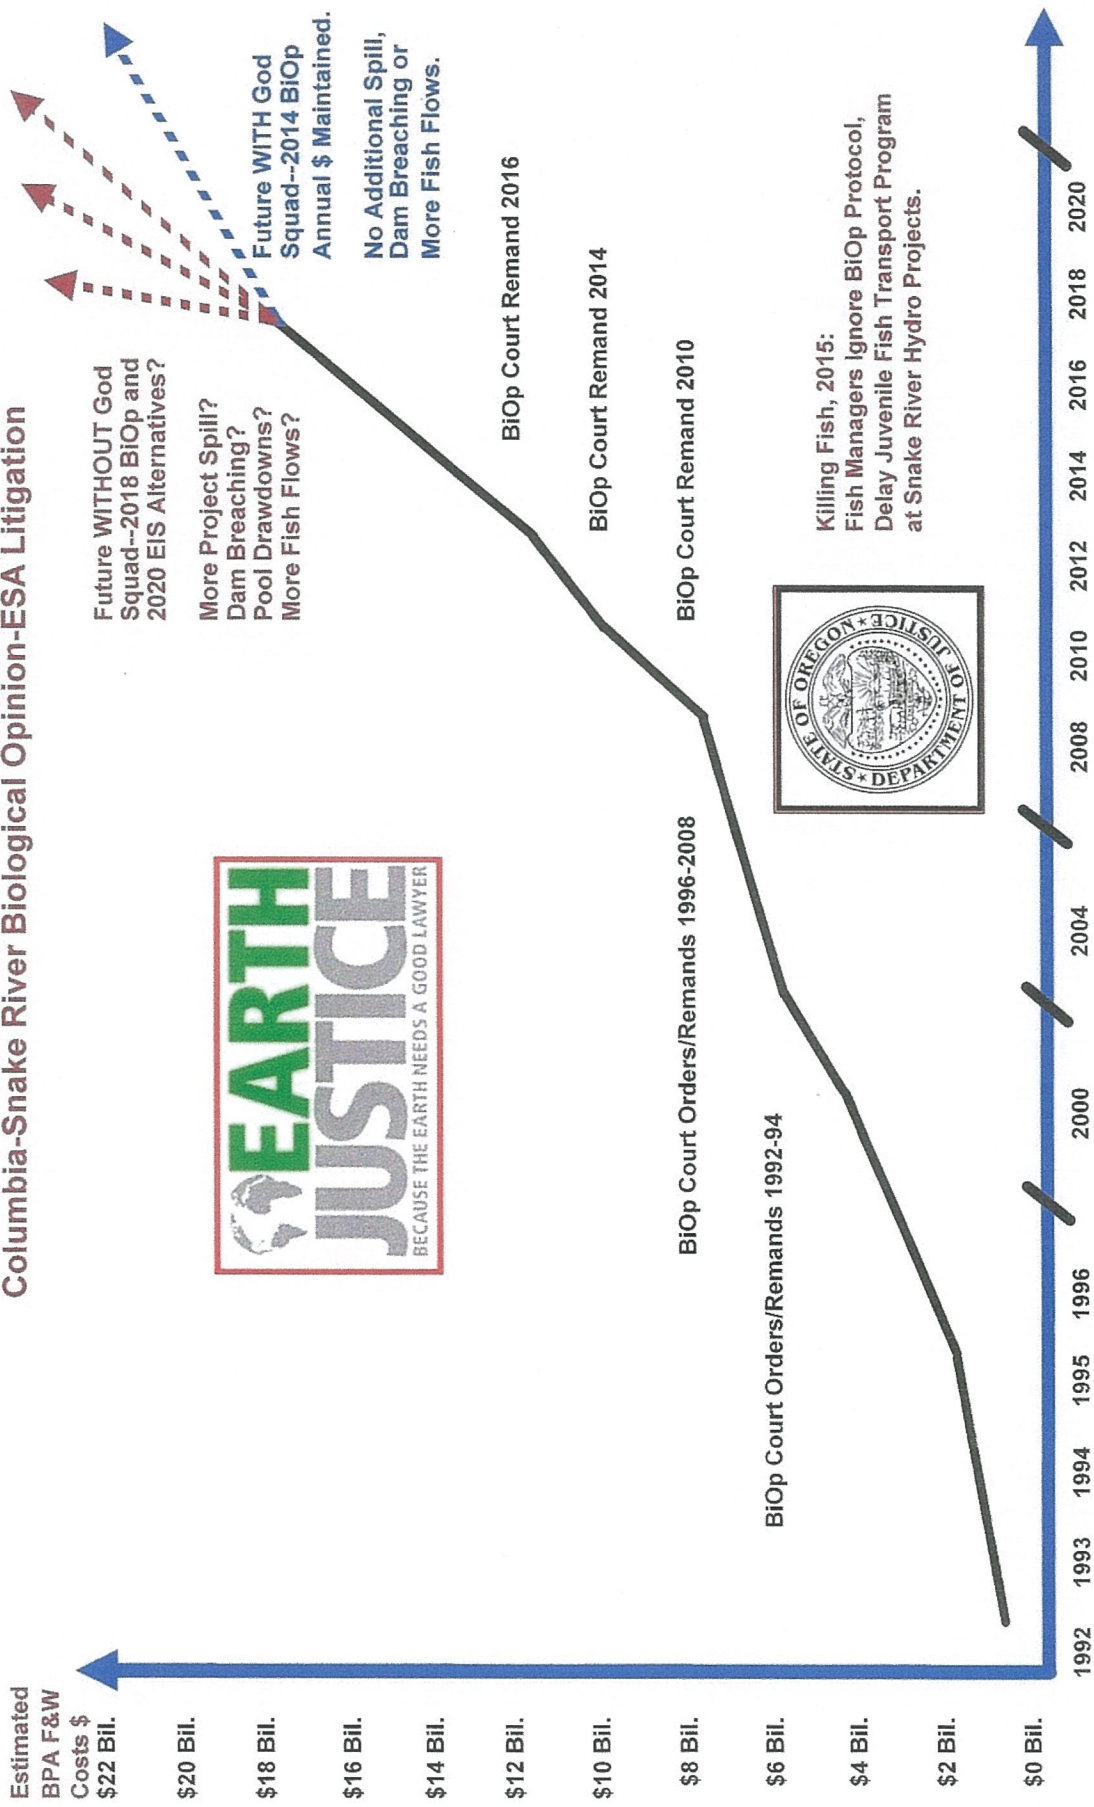 Columbia-Snake River Biological Opinion-ESA Litigation
Estimated
BPA F&W
Costs $
$22 Bil.
$20 Bil.
$18 Bil.
$16 Bil.
$14 Bil.
$12 Bil.
$10 Bil.
$8 Bil.
$6 Bil.
$4 Bil.
$2 Bil.
$0 Bil.
Future WITHOUT God
Squad--2018 BiOp and
2020 EIS Alternatives?
More Project Spill?
Dam Breaching?
Pool Drawdowns?
More Fish Flows?
Future WITH God
Squad--2014 BiOp
Annual $ Maintained.
No Additional Spill,
Dam Breaching or
More Fish Flows.
EARTH
JUSTICE
BECAUSE THE EARTH NEEDS A GOOD LAWYER
BiOp Court Remand 2016
BiOp Court Remand 2014
BiOp Court Remand 2010
BiOp Court Orders/Remands 1996-2008
BiOp Court Orders/Remands 1992-94
STATE OF OREGON
DEPARTMENT OF JUSTICE
Killing Fish, 2015:
Fish Managers Ignore BiOp Protocol,
Delay Juvenile Fish Transport Program
at Snake River Hydro Projects.
1992 1993 1994 1995 1996 2000 2004 2008 2010 2012 2014 2016 2018 2020